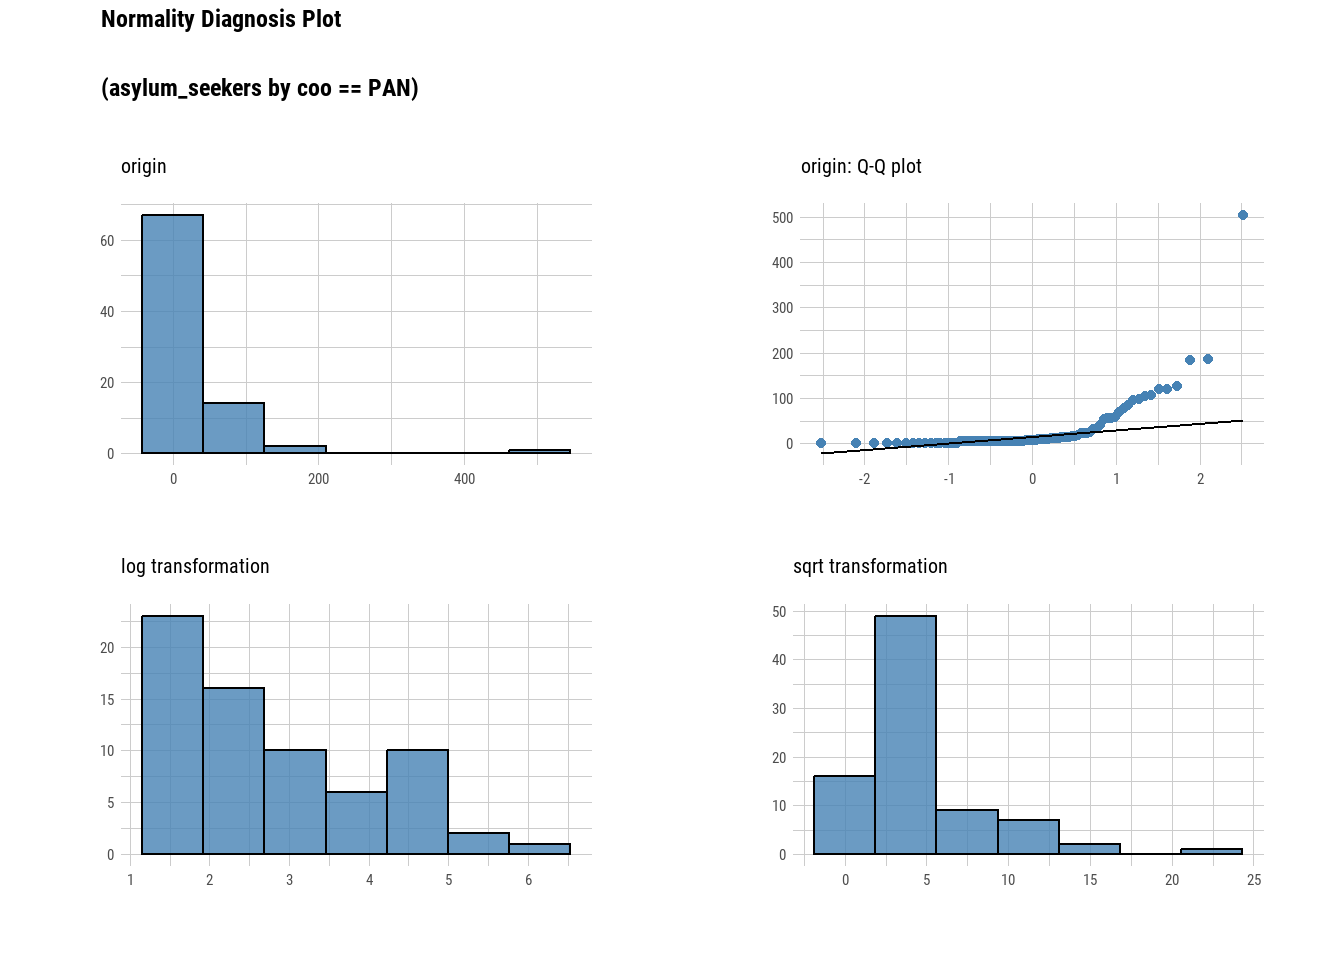 Normality Diagnosis Plot
(asylum_seekers by coo == PAN)
origin
60
40
20
0
0 200 400
origin: Q-Q plot
500
400
300
200
100
0
-2 -1 0 1 2
log transformation
20
15
10
5
0
1 2 3 4 5 6
sqrt transformation
50
40
30
20
10
0
0 5 10 15 20 25